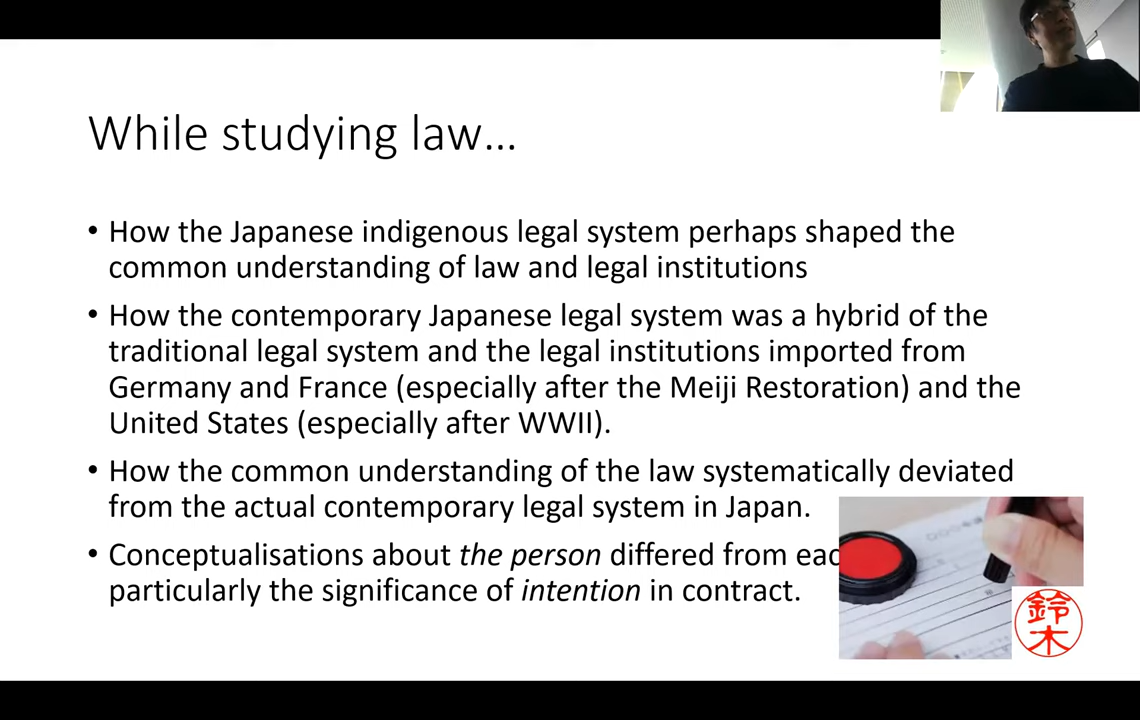 While studying law…
• How the Japanese indigenous legal system perhaps shaped the
common understanding of law and legal institutions
• How the contemporary Japanese legal system was a hybrid of the
traditional legal system and the legal institutions imported from
Germany and France (especially after the Meiji Restoration) and the
United States (especially after WWII).
• How the common understanding of the law systematically deviated
from the actual contemporary legal system in Japan.
• Conceptualisations about the person differed from eac
particularly the significance of intention in contract.
鈴
木